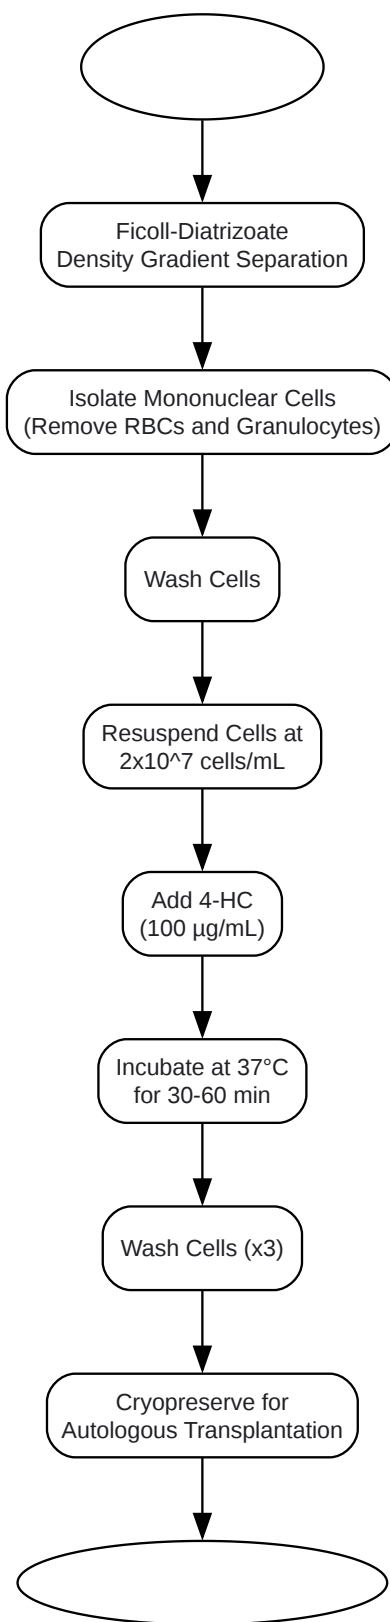 Ficoll-Diatrizoate
Density Gradient Separation
Isolate Mononuclear Cells
(Remove RBCs and Granulocytes)
Wash Cells
Resuspend Cells at
2x10^7 cells/mL
Add 4-HC
(100 µg/mL)
Incubate at 37°C
for 30-60 min
Wash Cells (x3)
Cryopreserve for
Autologous Transplantation